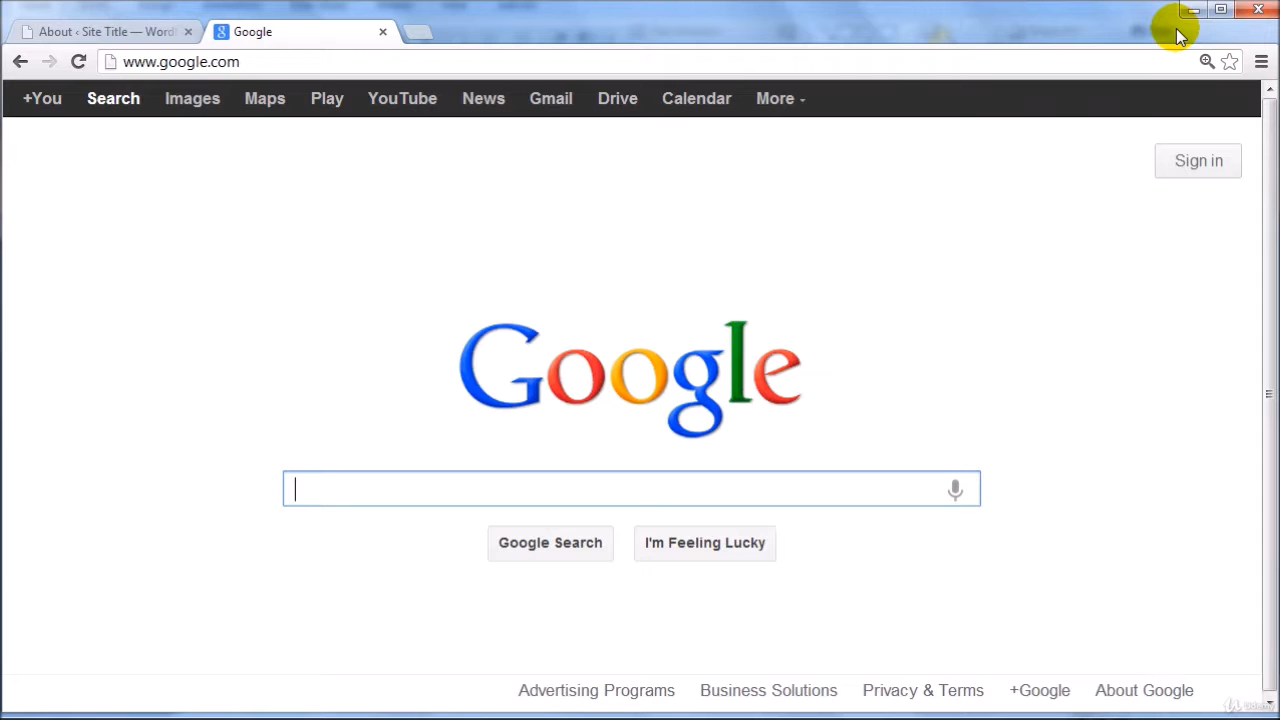 About ‹ Site Title — Word
Google
www.google.com
+You Search Images Maps Play YouTube News Gmail Drive Calendar More
Sign in
Google
Google Search I'm Feeling Lucky
Advertising Programs Business Solutions Privacy & Terms +Google About Google
Udemy